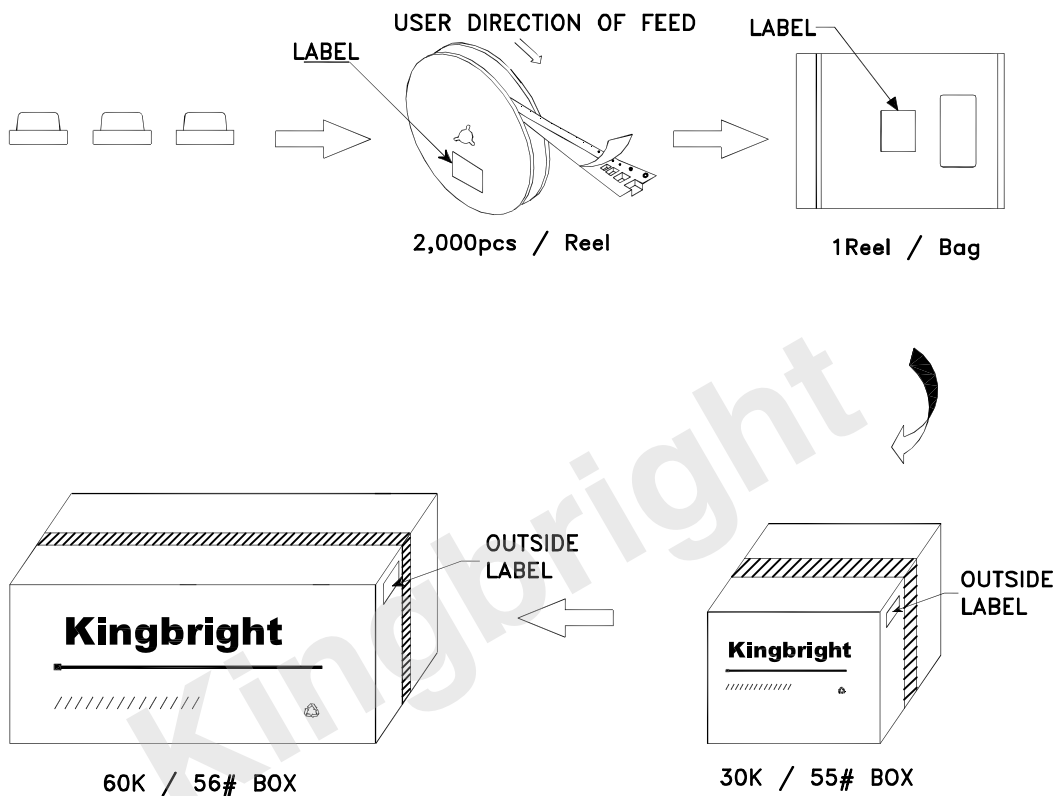 USER DIRECTION OF FEED
LABEL
LABEL
2,000pcs / Reel
1Reel / Bag
OUTSIDE
LABEL
OUTSIDE
LABEL
Kingbright
Kingbright
60K / 56# BOX
30K / 55# BOX
Kingbright